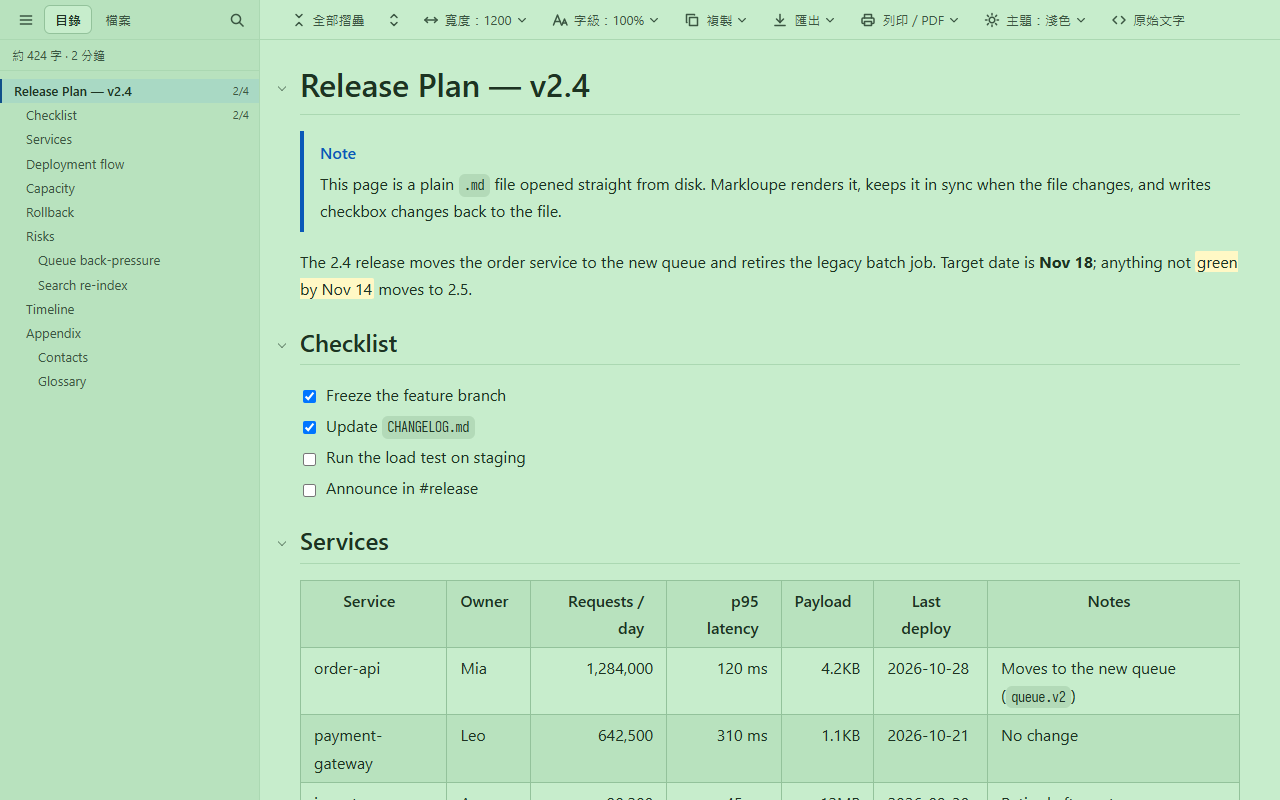 目錄 檔案 全部摺疊 寬度：1200 字級：100% 複製 匯出 列印 / PDF 主題：淺色 原始文字
約 424 字 · 2 分鐘
Release Plan — v2.4 2/4
Checklist 2/4
Services
Deployment flow
Capacity
Rollback
Risks
Queue back-pressure
Search re-index
Timeline
Appendix
Contacts
Glossary
Release Plan — v2.4
Note
This page is a plain .md file opened straight from disk. Markloupe renders it, keeps it in sync when the file changes, and writes
checkbox changes back to the file.
The 2.4 release moves the order service to the new queue and retires the legacy batch job. Target date is Nov 18; anything not green
by Nov 14 moves to 2.5.
Checklist
Freeze the feature branch
Update CHANGELOG.md
Run the load test on staging
Announce in #release
Services
Service Owner Requests / p95 Payload Last Notes
day latency deploy
order-api Mia 1,284,000 120 ms 4.2KB 2026-10-28 Moves to the new queue
(queue.v2)
payment- Leo 642,500 310 ms 1.1KB 2026-10-21 No change
gateway